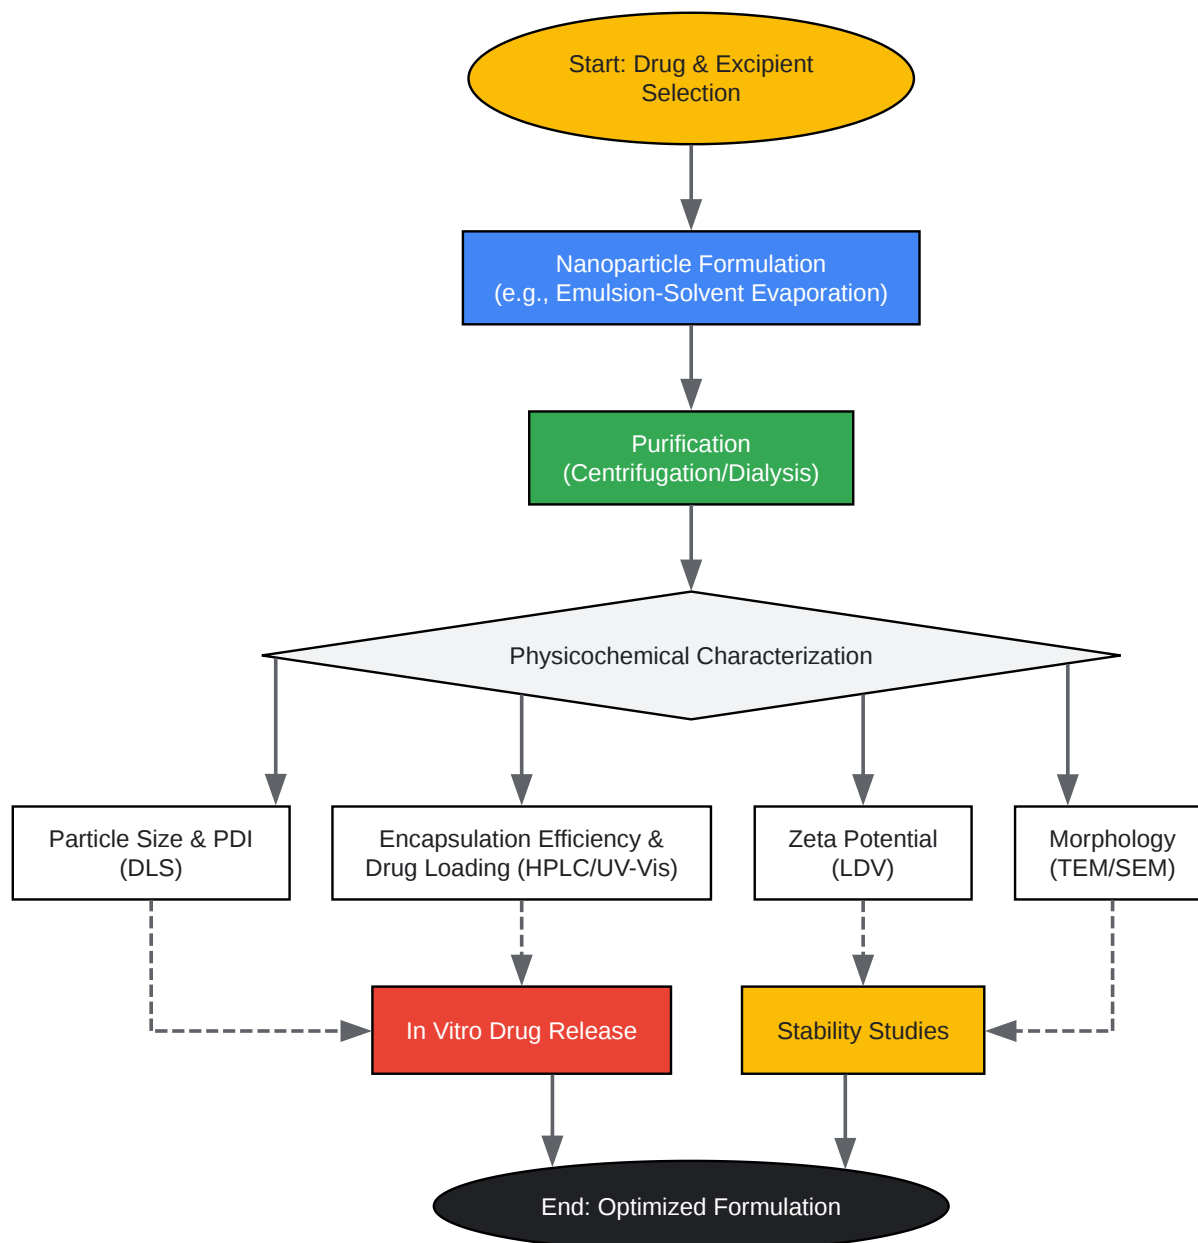 Start: Drug & Excipient
Selection
Nanoparticle Formulation
(e.g., Emulsion-Solvent Evaporation)
Purification
(Centrifugation/Dialysis)
Physicochemical Characterization
Particle Size & PDI
(DLS)
Encapsulation Efficiency &
Drug Loading (HPLC/UV-Vis)
Zeta Potential
(LDV)
Morphology
(TEM/SEM)
In Vitro Drug Release
Stability Studies
End: Optimized Formulation